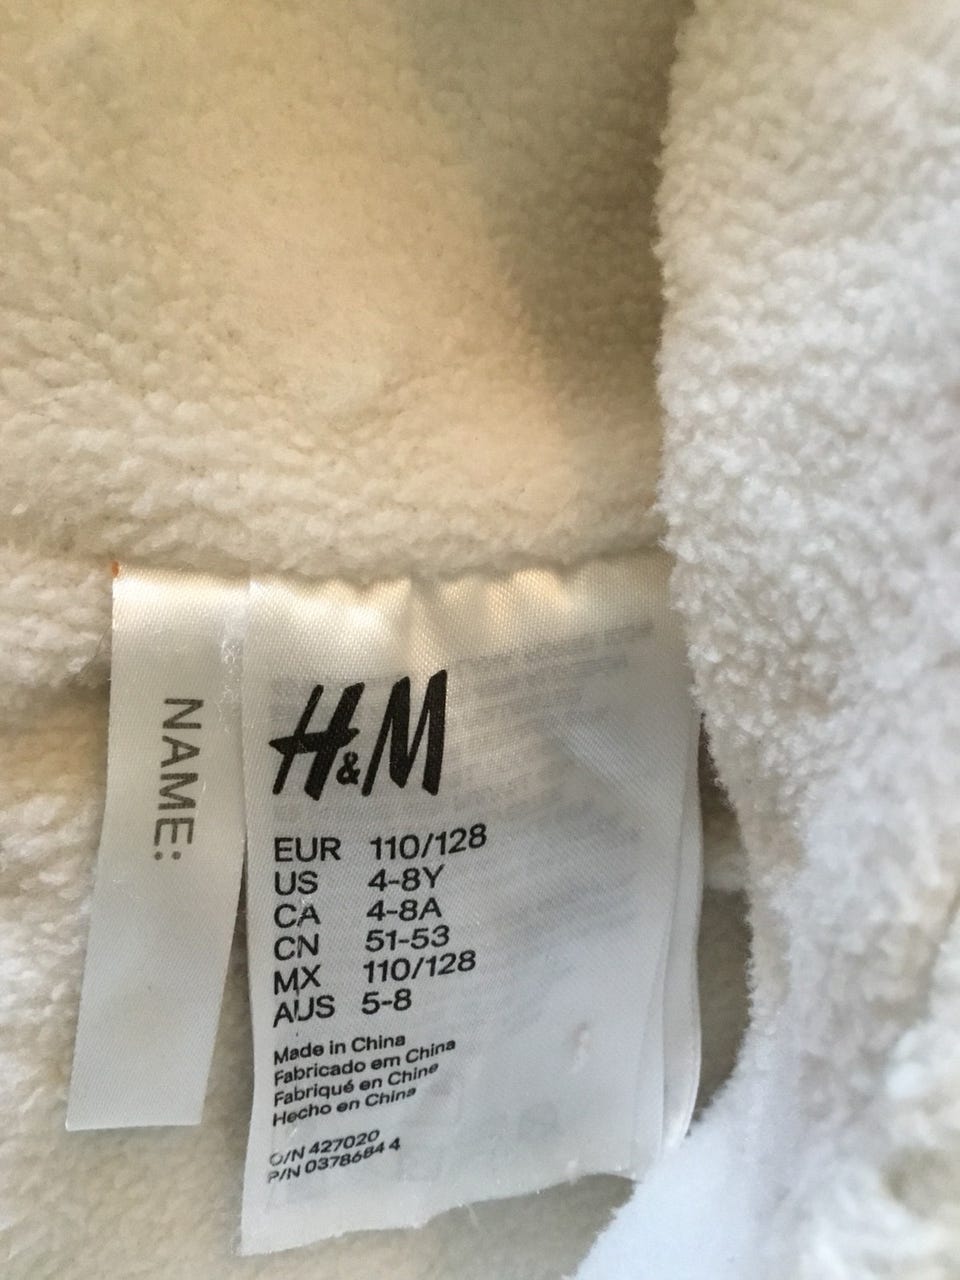 NAME:
H&M
EUR 110/128
US 4-8Y
CA 4-8A
CN 51-53
MX 110/128
AUS 5-8
Made in China
Fabricado em China
Fabriqué en Chine
Hecho en China
O/N 427020
P/N 0378684 4